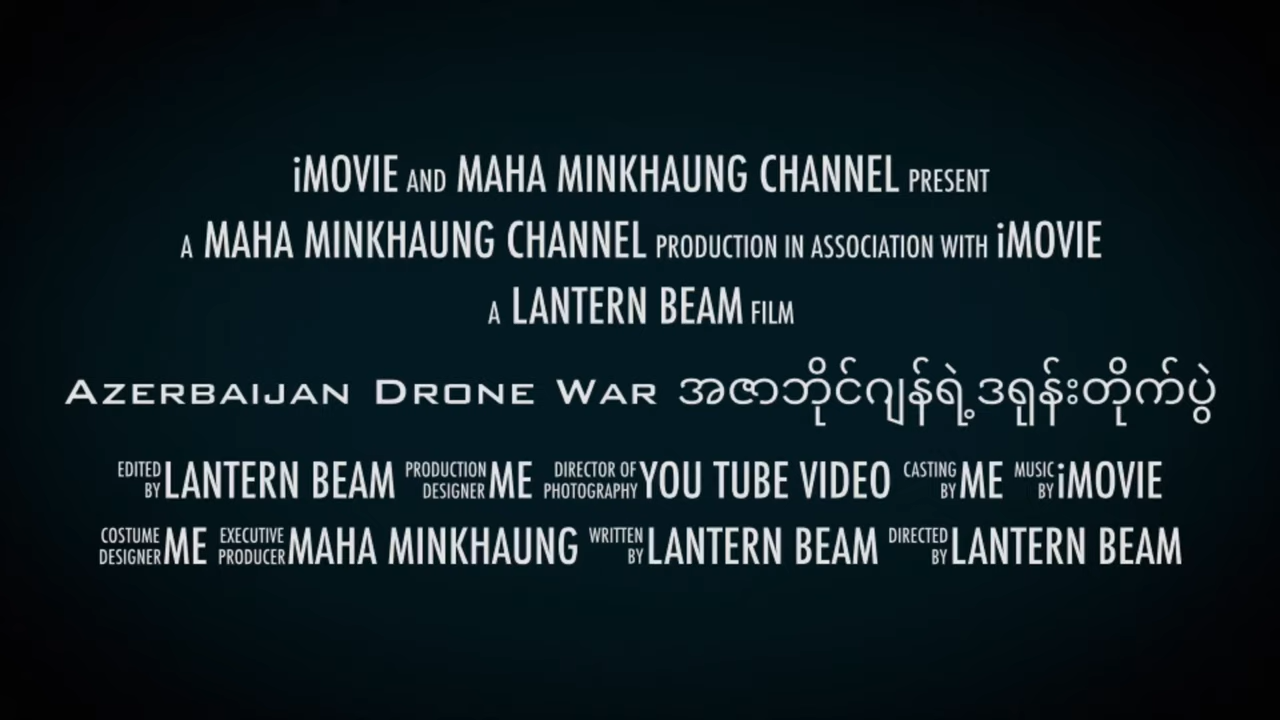 iMOVIE AND MAHA MINKHAUNG CHANNEL PRESENT
A MAHA MINKHAUNG CHANNEL PRODUCTION IN ASSOCIATION WITH iMOVIE
A LANTERN BEAM FILM
AZERBAIJAN DRONE WAR အဇာဘိုင်ဂျန်ရဲ့ဒရုန်းတိုက်ပွဲ
EDITED BY LANTERN BEAM PRODUCTION DESIGNER ME DIRECTOR OF PHOTOGRAPHY YOU TUBE VIDEO CASTING BY ME MUSIC BY iMOVIE
COSTUME DESIGNER ME EXECUTIVE PRODUCER MAHA MINKHAUNG WRITTEN BY LANTERN BEAM DIRECTED BY LANTERN BEAM